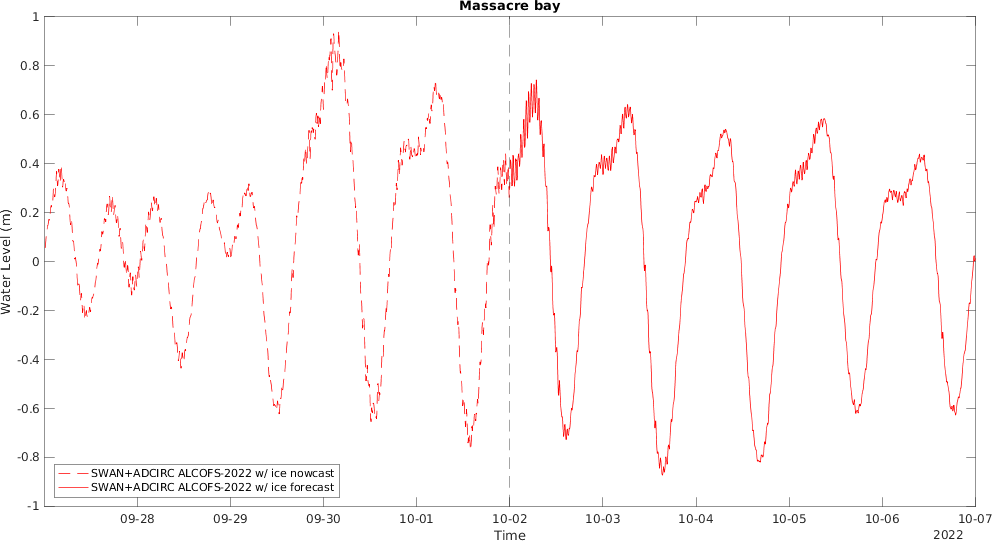 Massacre bay
Water Level (m)
1
0.8
0.6
0.4
0.2
0
-0.2
-0.4
-0.6
-0.8
-1
SWAN+ADCIRC ALCOFS-2022 w/ ice nowcast
SWAN+ADCIRC ALCOFS-2022 w/ ice forecast
09-28 09-29 09-30 10-01 10-02 10-03 10-04 10-05 10-06 10-07
Time
2022